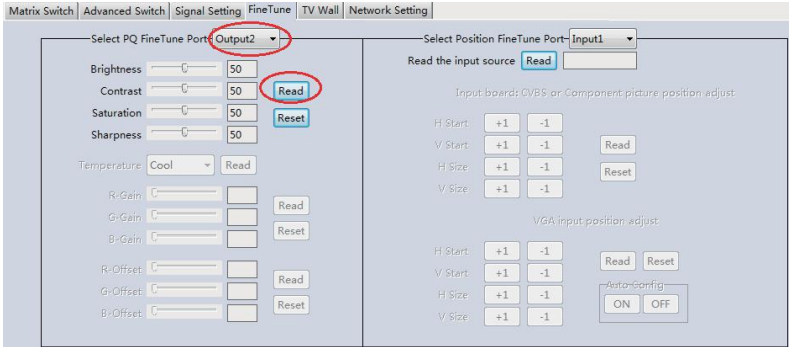 Matrix Switch Advanced Switch Signal Setting FineTune TV Wall Network Setting
Select PQ FineTune Port Output2
Brightness 50
Contrast 50 Read
Saturation 50 Reset
Sharpness 50
Temperature Cool Read
R-Gain
G-Gain Read
B-Gain Reset
R-Offset
G-Offset Read
B-Offset Reset
Select Position FineTune Port Input1
Read the input source Read
Input board: CVBS or Component picture position adjust
H Start +1 -1
V Start +1 -1 Read
H Size +1 -1 Reset
V Size +1 -1
VGA input position adjust
H Start +1 -1 Read Reset
V Start +1 -1
Auto Config
H Size +1 -1 ON OFF
V Size +1 -1